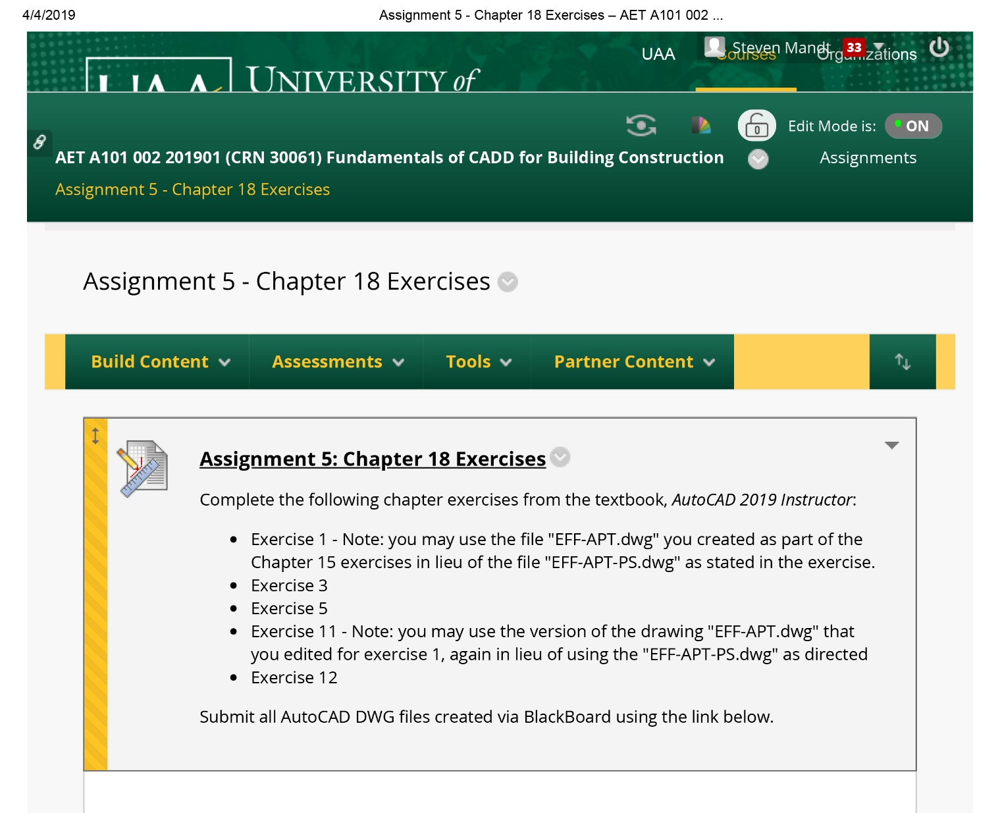 4/4/2019 Assignment 5 - Chapter 18 Exercises – AET A101 002 ...
UAA Courses Organizations
Steven Mandt 33
UAA UNIVERSITY of
Edit Mode is: ON
AET A101 002 201901 (CRN 30061) Fundamentals of CADD for Building Construction Assignments
Assignment 5 - Chapter 18 Exercises
Assignment 5 - Chapter 18 Exercises
Build Content Assessments Tools Partner Content
Assignment 5: Chapter 18 Exercises
Complete the following chapter exercises from the textbook, AutoCAD 2019 Instructor:
• Exercise 1 - Note: you may use the file "EFF-APT.dwg" you created as part of the
Chapter 15 exercises in lieu of the file "EFF-APT-PS.dwg" as stated in the exercise.
• Exercise 3
• Exercise 5
• Exercise 11 - Note: you may use the version of the drawing "EFF-APT.dwg" that
you edited for exercise 1, again in lieu of using the "EFF-APT-PS.dwg" as directed
• Exercise 12
Submit all AutoCAD DWG files created via BlackBoard using the link below.